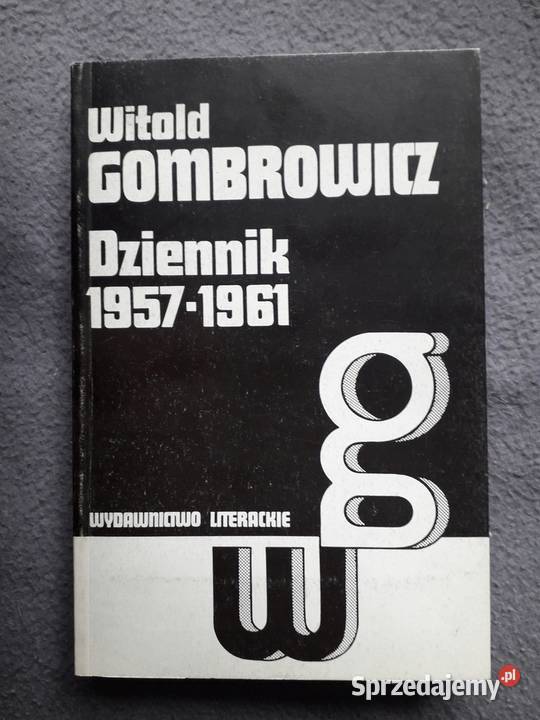 Witold
GOMBROWICZ
Dziennik
1957-1961
WYDAWNICTWO LITERACKIE
g
w
Sprzedajemy.pl